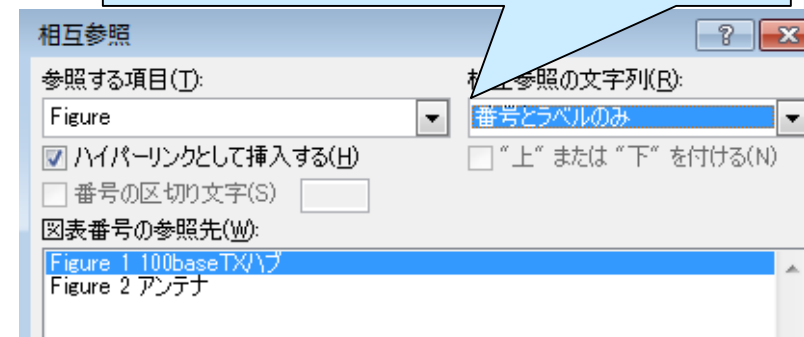 相互参照
参照する項目(T):
相互参照の文字列(R):
Figure
番号とラベルのみ
ハイパーリンクとして挿入する(H)
"上" または "下" を付ける(N)
番号の区切り文字(S)
図表番号の参照先(W):
Figure 1 100baseTXハブ
Figure 2 アンテナ